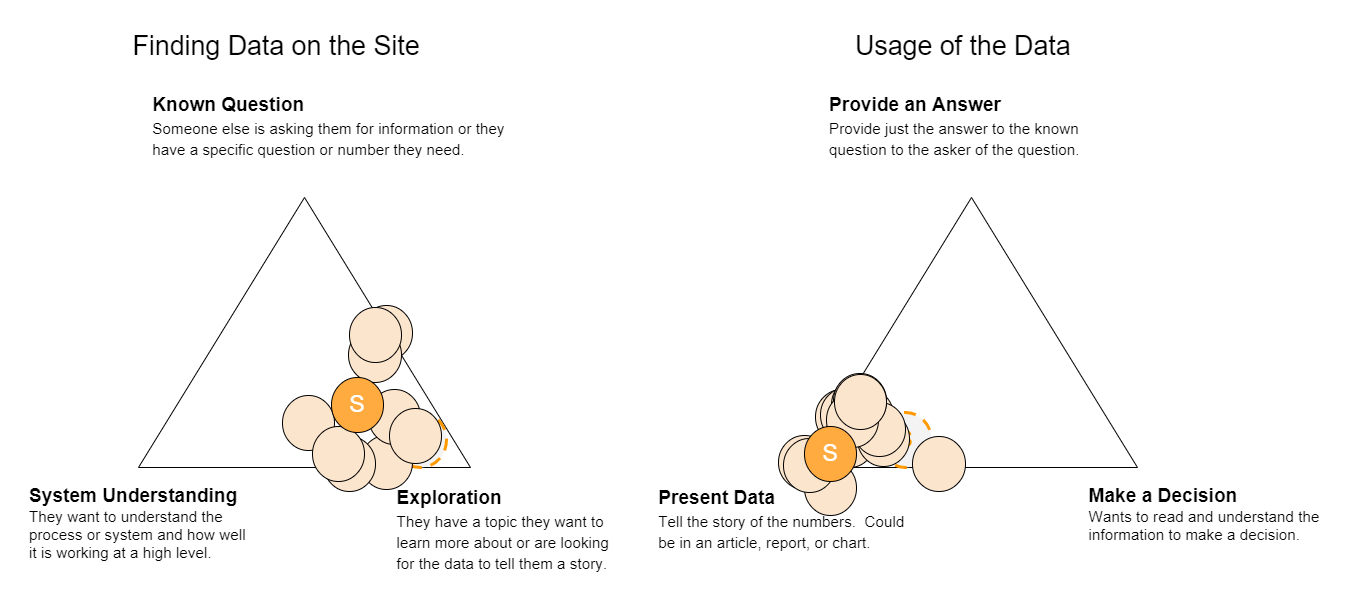 Finding Data on the Site
Known Question
Someone else is asking them for information or they
have a specific question or number they need.
S
System Understanding
They want to understand the
process or system and how well
it is working at a high level.
Exploration
They have a topic they want to
learn more about or are looking
for the data to tell them a story.
Usage of the Data
Provide an Answer
Provide just the answer to the known
question to the asker of the question.
S
Present Data
Tell the story of the numbers.  Could
be in an article, report, or chart.
Make a Decision
Wants to read and understand the
information to make a decision.